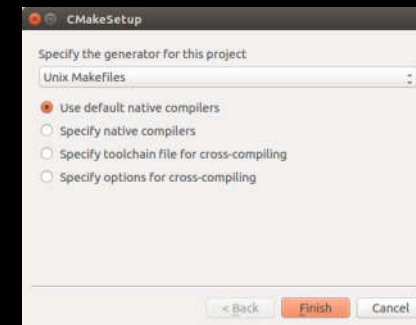 CMakeSetup
Specify the generator for this project
Unix Makefiles
Use default native compilers
Specify native compilers
Specify toolchain file for cross-compiling
Specify options for cross-compiling
< Back Finish Cancel